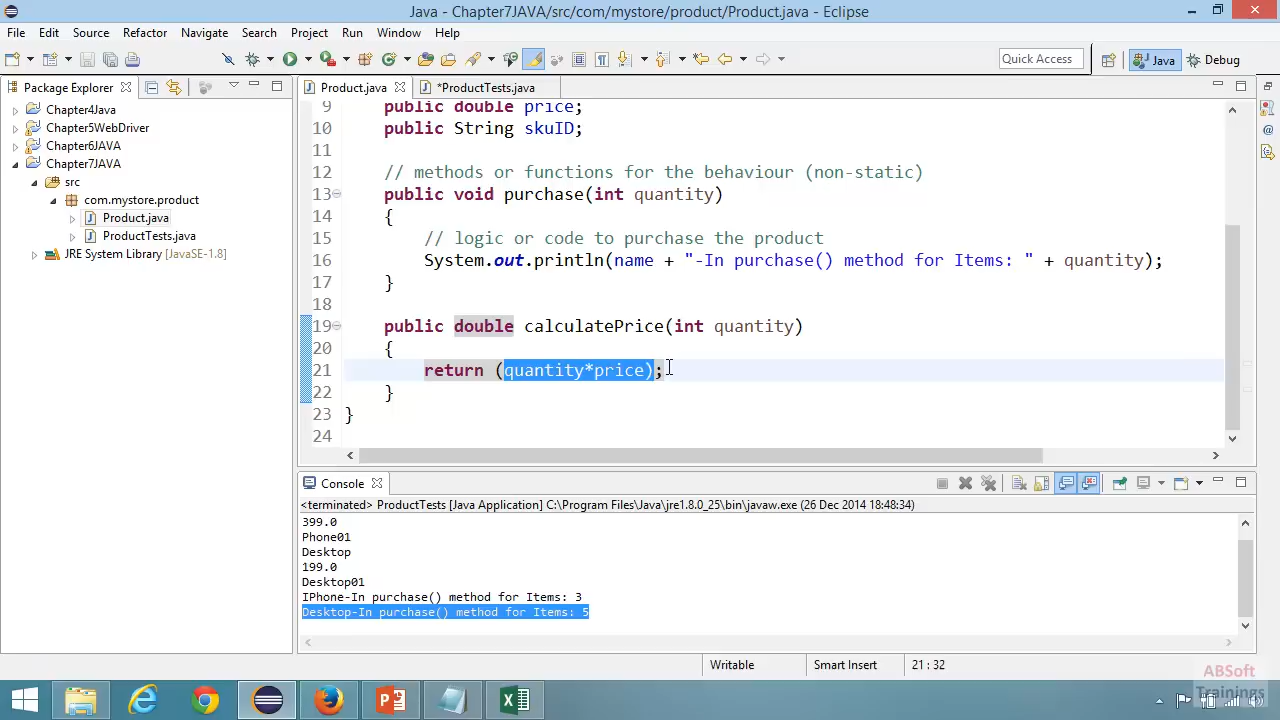 Java - Chapter7JAVA/src/com/mystore/product/Product.java - Eclipse
File Edit Source Refactor Navigate Search Project Run Window Help
Quick Access
Java
Debug
Package Explorer
Chapter4Java
Chapter5WebDriver
Chapter6JAVA
Chapter7JAVA
src
com.mystore.product
Product.java
ProductTests.java
JRE System Library [JavaSE-1.8]
Product.java
*ProductTests.java
9 public double price;
10 public String skuID;
11
12 // methods or functions for the behaviour (non-static)
13 public void purchase(int quantity)
14 {
15 // logic or code to purchase the product
16 System.out.println(name + "-In purchase() method for Items: " + quantity);
17 }
18
19 public double calculatePrice(int quantity)
20 {
21 return (quantity*price);
22 }
23 }
24
Console
<terminated> ProductTests [Java Application] C:\Program Files\Java\jre1.8.0_25\bin\javaw.exe (26 Dec 2014 18:48:34)
399.0
Phone01
Desktop
199.0
Desktop01
IPhone-In purchase() method for Items: 3
Desktop-In purchase() method for Items: 5
Writable
Smart Insert
21 : 32
ABSoft
Trainings